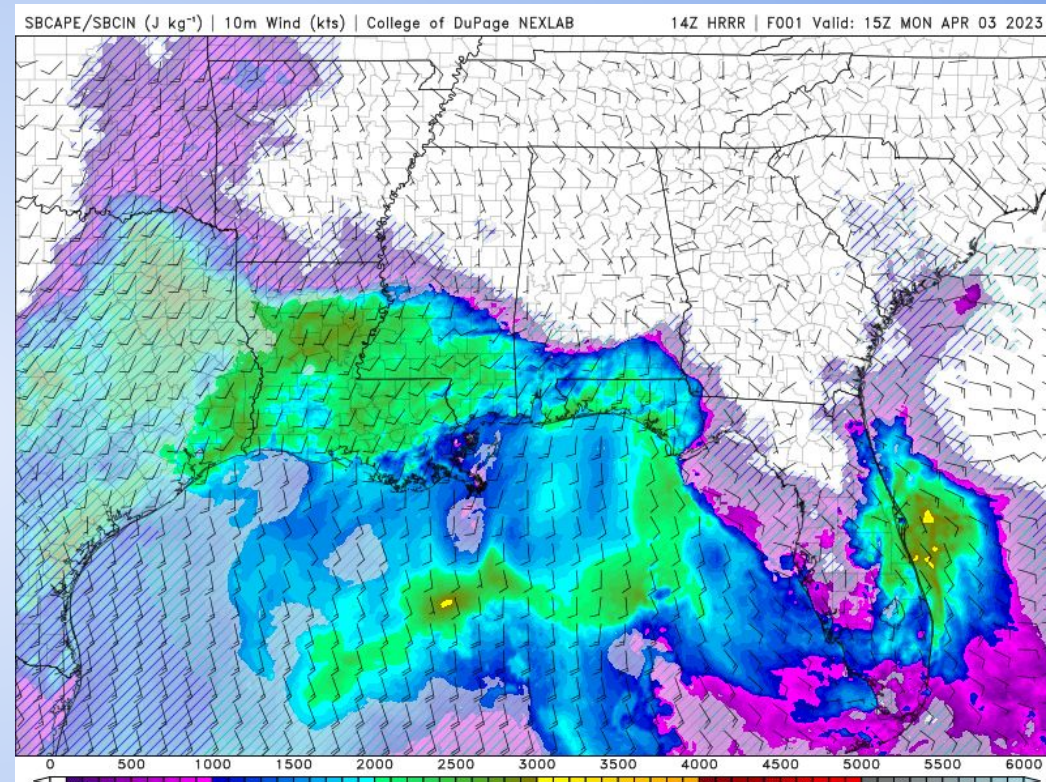 SBCAPE/SBCIN (J kg⁻¹) | 10m Wind (kts) | College of DuPage NEXLAB 14Z HRRR | F001 Valid: 15Z MON APR 03 2023
0 500 1000 1500 2000 2500 3000 3500 4000 4500 5000 5500 6000